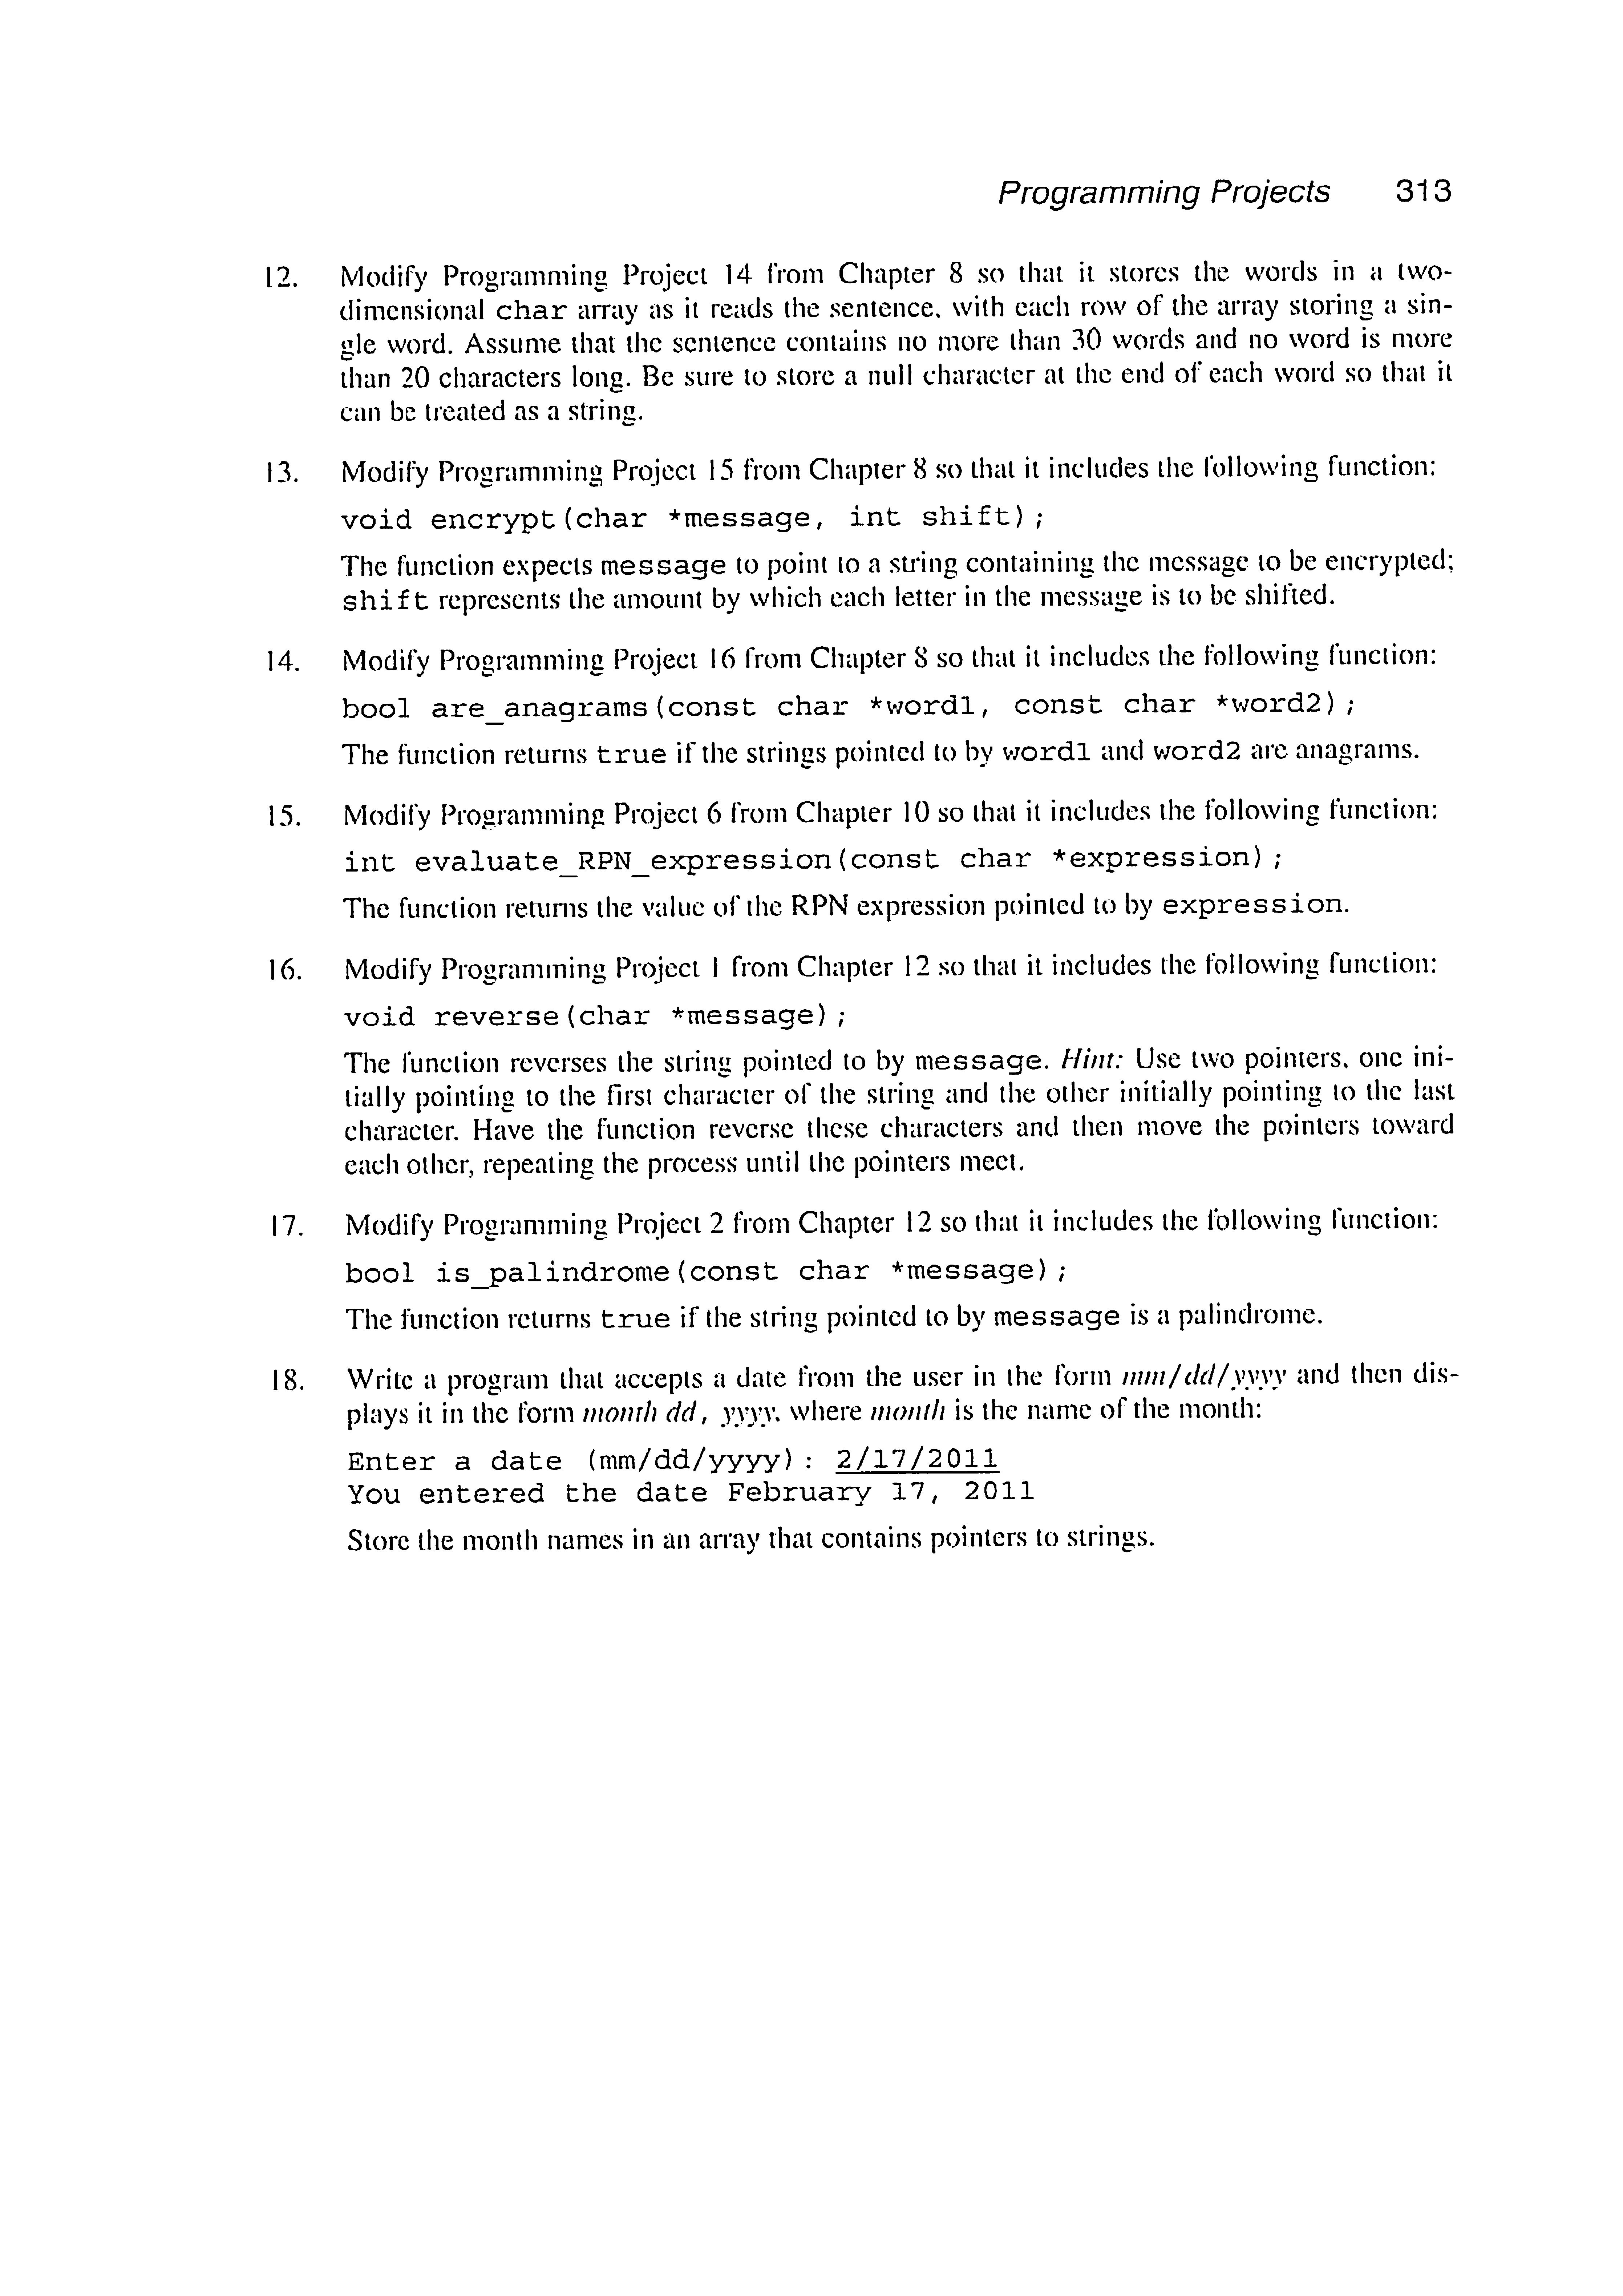 Programming Projects 313
12. Modify Programming Project 14 from Chapter 8 so that it stores the words in a two-
dimensional char array as it reads the sentence, with each row of the array storing a sin-
gle word. Assume that the sentence contains no more than 30 words and no word is more
than 20 characters long. Be sure to store a null character at the end of each word so that it
can be treated as a string.
13. Modify Programming Project 15 from Chapter 8 so that it includes the following function:
void encrypt(char *message, int shift);
The function expects message to point to a string containing the message to be encrypted;
shift represents the amount by which each letter in the message is to be shifted.
14. Modify Programming Project 16 from Chapter 8 so that it includes the following function:
bool are_anagrams(const char *word1, const char *word2);
The function returns true if the strings pointed to by word1 and word2 are anagrams.
15. Modify Programming Project 6 from Chapter 10 so that it includes the following function:
int evaluate_RPN_expression(const char *expression);
The function returns the value of the RPN expression pointed to by expression.
16. Modify Programming Project 1 from Chapter 12 so that it includes the following function:
void reverse(char *message);
The function reverses the string pointed to by message. Hint: Use two pointers, one ini-
tially pointing to the first character of the string and the other initially pointing to the last
character. Have the function reverse these characters and then move the pointers toward
each other, repeating the process until the pointers meet.
17. Modify Programming Project 2 from Chapter 12 so that it includes the following function:
bool is_palindrome(const char *message);
The function returns true if the string pointed to by message is a palindrome.
18. Write a program that accepts a date from the user in the form mm/dd/yyyy and then dis-
plays it in the form month dd, yyyy, where month is the name of the month:
Enter a date (mm/dd/yyyy): 2/17/2011
You entered the date February 17, 2011
Store the month names in an array that contains pointers to strings.